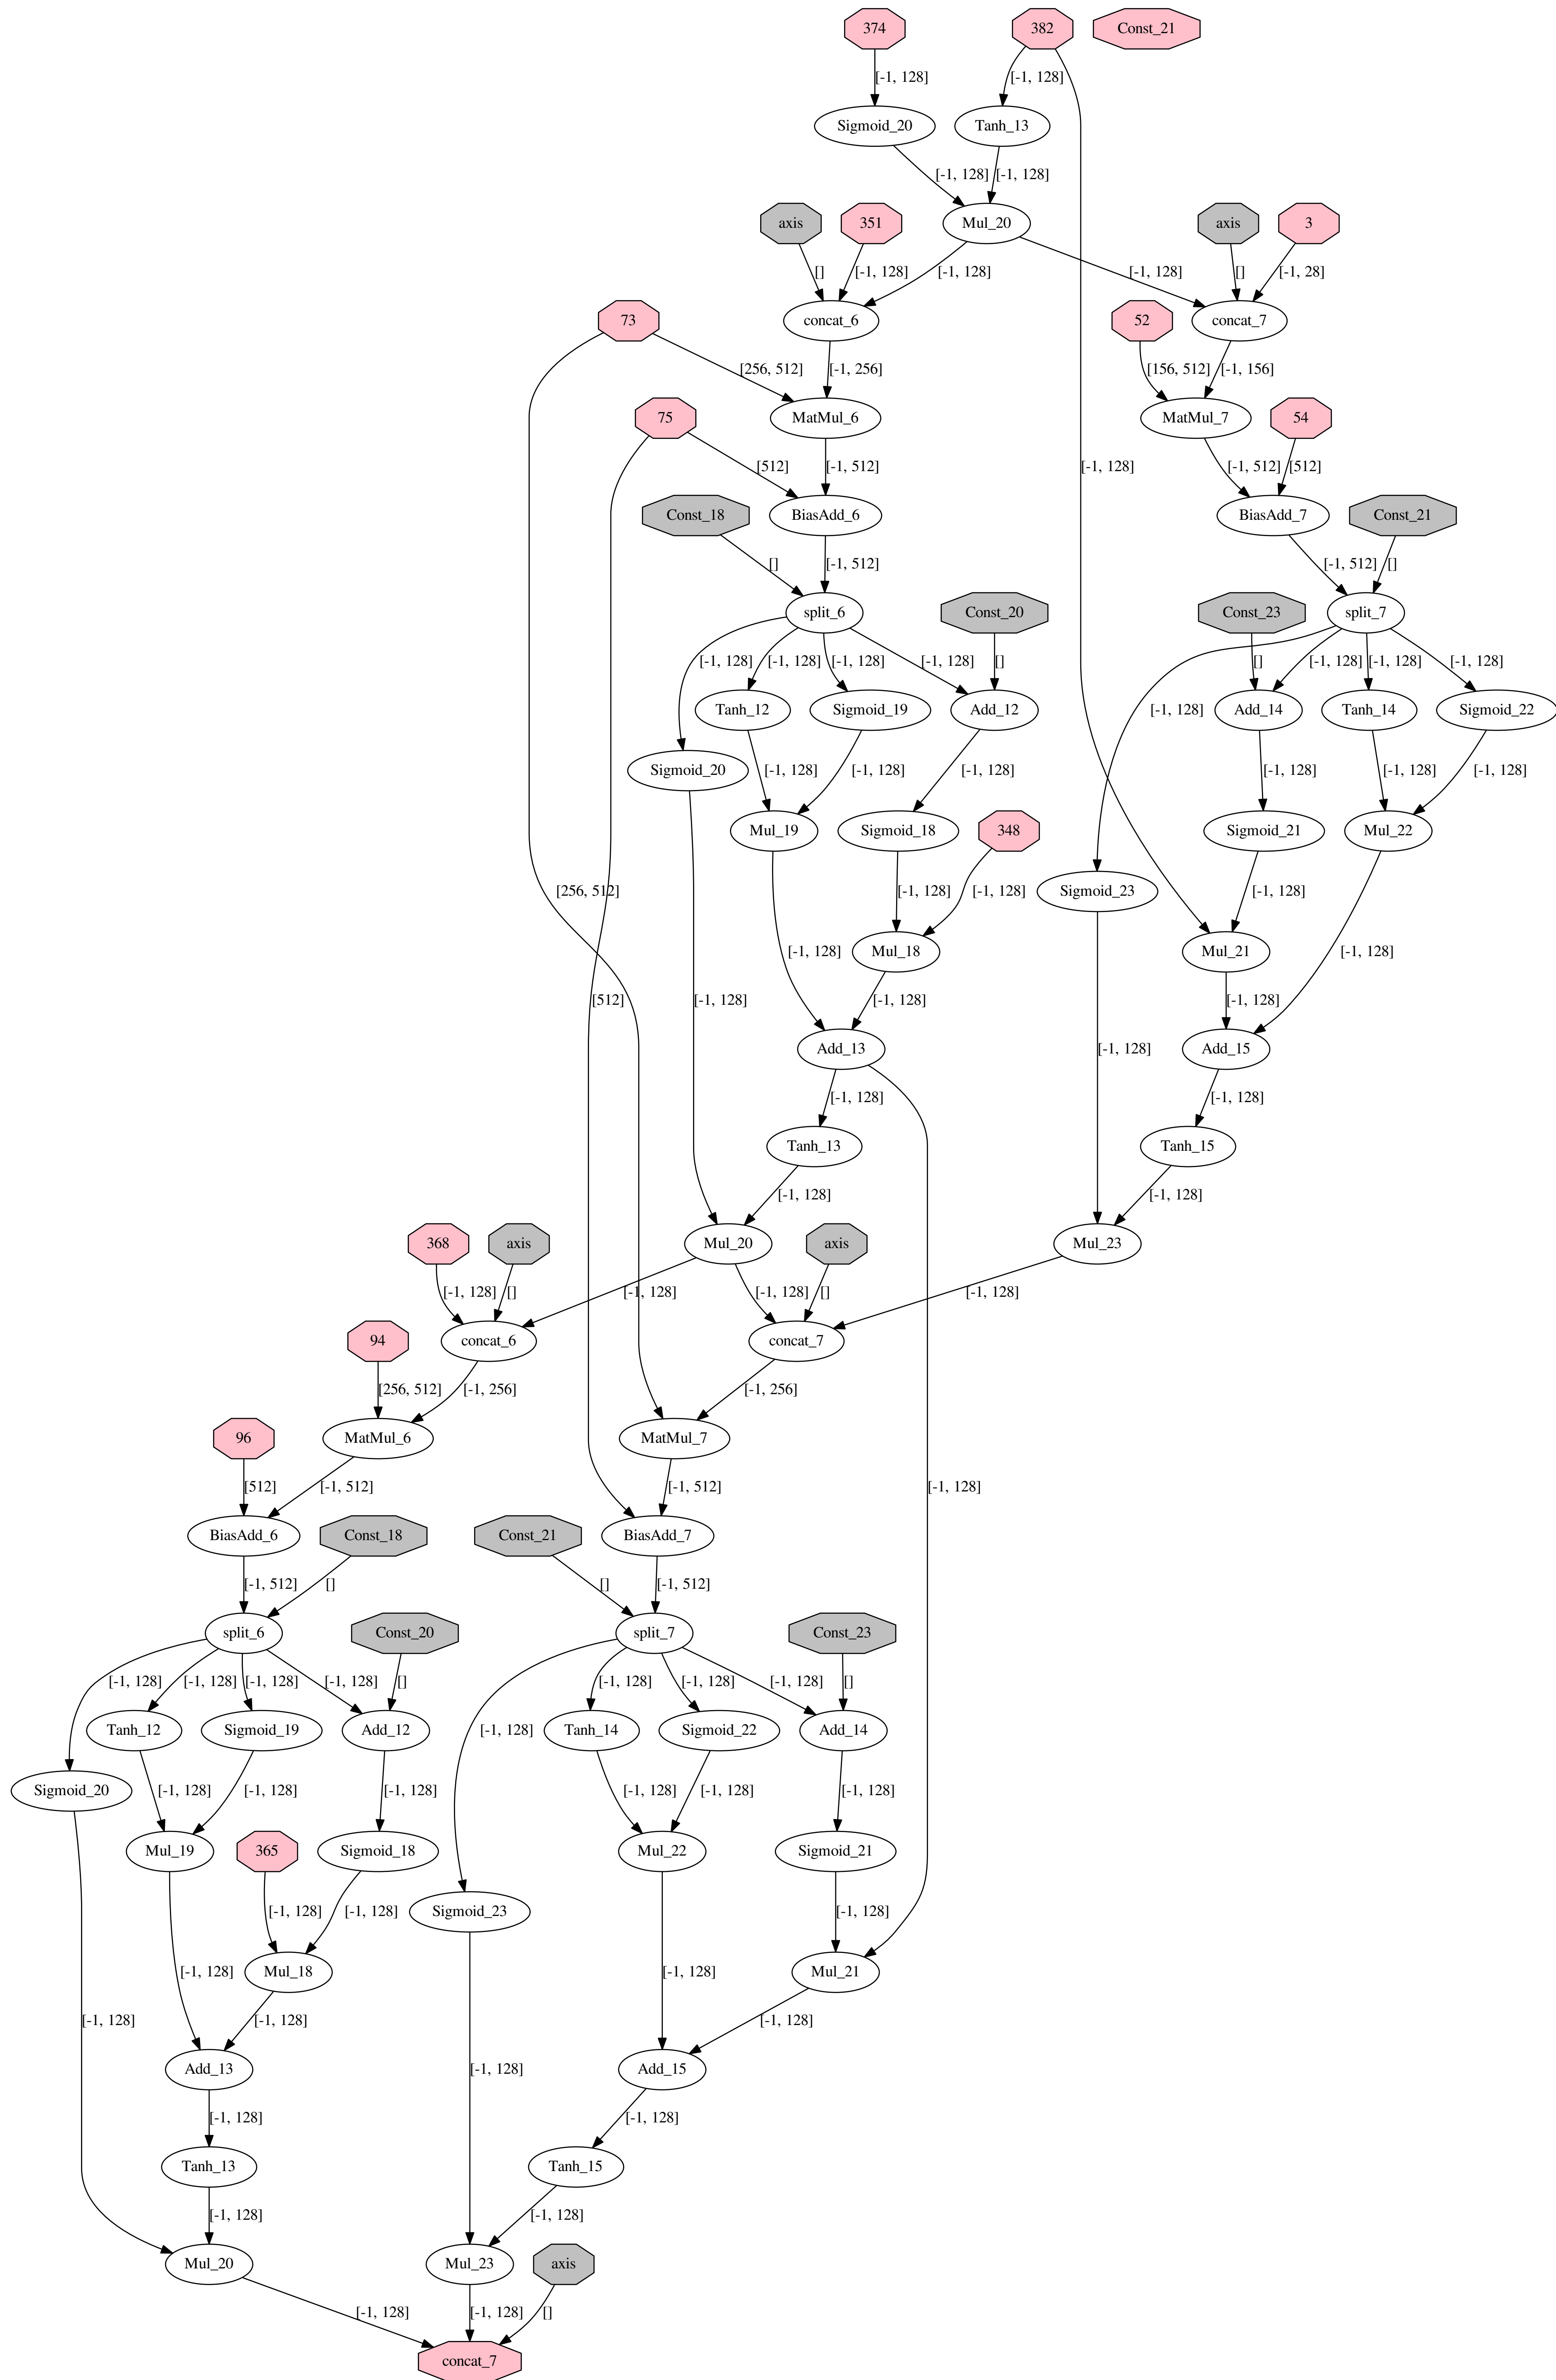 374
382
Const_21
[-1, 128]
[-1, 128]
Sigmoid_20
Tanh_13
[-1, 128]
[-1, 128]
axis
351
Mul_20
axis
3
[]
[-1, 128]
[-1, 128]
[-1, 128]
[]
[-1, 28]
73
concat_6
52
concat_7
[256, 512]
[-1, 256]
[156, 512]
[-1, 156]
75
MatMul_6
MatMul_7
54
[512]
[-1, 512]
[-1, 128]
[-1, 512]
[512]
Const_18
BiasAdd_6
BiasAdd_7
Const_21
[]
[-1, 512]
[-1, 512]
[]
split_6
Const_20
Const_23
split_7
[-1, 128]
[-1, 128]
[-1, 128]
[-1, 128]
[]
[]
[-1, 128]
[-1, 128]
[-1, 128]
Tanh_12
Sigmoid_19
Add_12
[-1, 128]
Add_14
Tanh_14
Sigmoid_22
Sigmoid_20
[-1, 128]
[-1, 128]
[-1, 128]
[-1, 128]
[-1, 128]
[-1, 128]
Mul_19
Sigmoid_18
348
Sigmoid_21
Mul_22
[256, 512]
[-1, 128]
[-1, 128]
Sigmoid_23
[-1, 128]
[-1, 128]
Mul_18
Mul_21
[-1, 128]
[512]
[-1, 128]
[-1, 128]
[-1, 128]
Add_13
[-1, 128]
Add_15
[-1, 128]
[-1, 128]
Tanh_13
Tanh_15
[-1, 128]
[-1, 128]
368
axis
Mul_20
axis
Mul_23
[-1, 128]
[]
[-1, 128]
[-1, 128]
[]
[-1, 128]
94
concat_6
concat_7
[256, 512]
[-1, 256]
[-1, 256]
96
MatMul_6
MatMul_7
[512]
[-1, 512]
[-1, 512]
[-1, 128]
BiasAdd_6
Const_18
Const_21
BiasAdd_7
[-1, 512]
[]
[]
[-1, 512]
split_6
Const_20
split_7
Const_23
[-1, 128]
[-1, 128]
[-1, 128]
[-1, 128]
[]
[-1, 128]
[-1, 128]
[-1, 128]
[]
Tanh_12
Sigmoid_19
Add_12
[-1, 128]
Tanh_14
Sigmoid_22
Add_14
Sigmoid_20
[-1, 128]
[-1, 128]
[-1, 128]
[-1, 128]
[-1, 128]
[-1, 128]
Mul_19
365
Sigmoid_18
Mul_22
Sigmoid_21
[-1, 128]
[-1, 128]
Sigmoid_23
[-1, 128]
[-1, 128]
Mul_18
[-1, 128]
Mul_21
[-1, 128]
[-1, 128]
[-1, 128]
Add_13
[-1, 128]
Add_15
[-1, 128]
[-1, 128]
Tanh_13
Tanh_15
[-1, 128]
[-1, 128]
Mul_20
Mul_23
axis
[-1, 128]
[-1, 128]
[]
concat_7